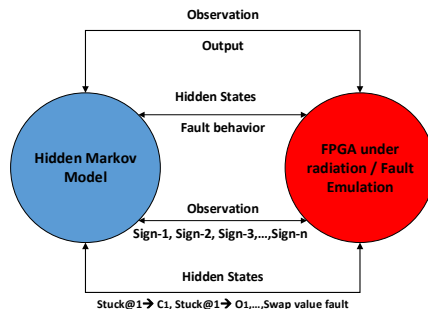 Observation
Output
Hidden States
Fault behavior
Hidden Markov
Model
FPGA under
radiation / Fault
Emulation
Observation
Sign-1, Sign-2, Sign-3,...,Sign-n
Hidden States
Stuck@1→ C1, Stuck@1→ O1,...,Swap value fault